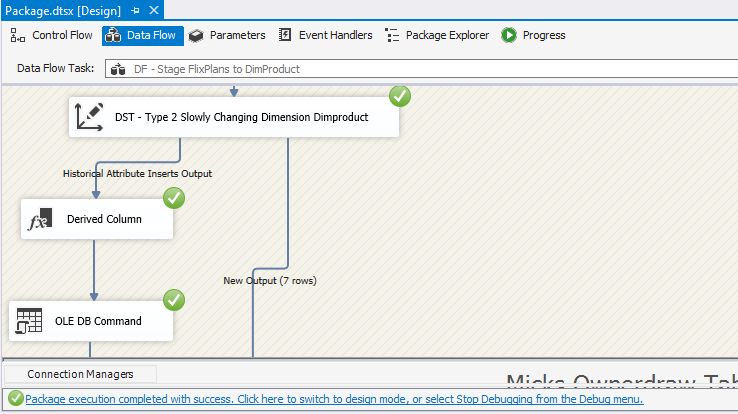 Package.dtsx [Design]
Control Flow Data Flow Parameters Event Handlers Package Explorer Progress
Data Flow Task: DF - Stage FlixPlans to DimProduct
DST - Type 2 Slowly Changing Dimension Dimproduct
Historical Attribute Inserts Output
Derived Column
New Output (7 rows)
OLE DB Command
Connection Managers
Micks Ownerdraw Tab
Package execution completed with success. Click here to switch to design mode, or select Stop Debugging from the Debug menu.